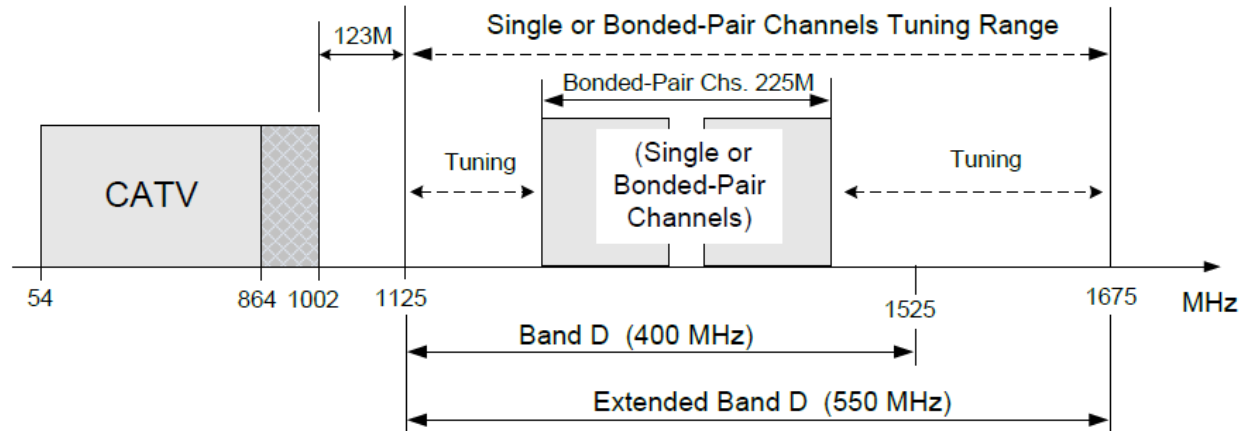 Single or Bonded-Pair Channels Tuning Range
123M
Bonded-Pair Chs. 225M
CATV
Tuning
(Single or
Bonded-Pair
Channels)
Tuning
54
864
1002
1125
1525
1675
MHz
Band D (400 MHz)
Extended Band D (550 MHz)